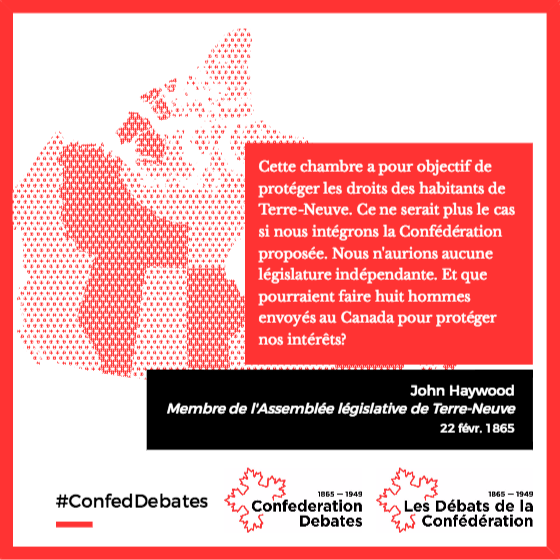 Cette chambre a pour objectif de
protéger les droits des habitants de
Terre-Neuve. Ce ne serait plus le cas
si nous intégrons la Confédération
proposée. Nous n'aurions aucune
législature indépendante. Et que
pourraient faire huit hommes
envoyés au Canada pour protéger
nos intérêts?
John Haywood
Membre de l'Assemblée législative de Terre-Neuve
22 févr. 1865
#ConfedDebates
1865 — 1949
Confederation
Debates
1865 — 1949
Les Débats de la
Confédération